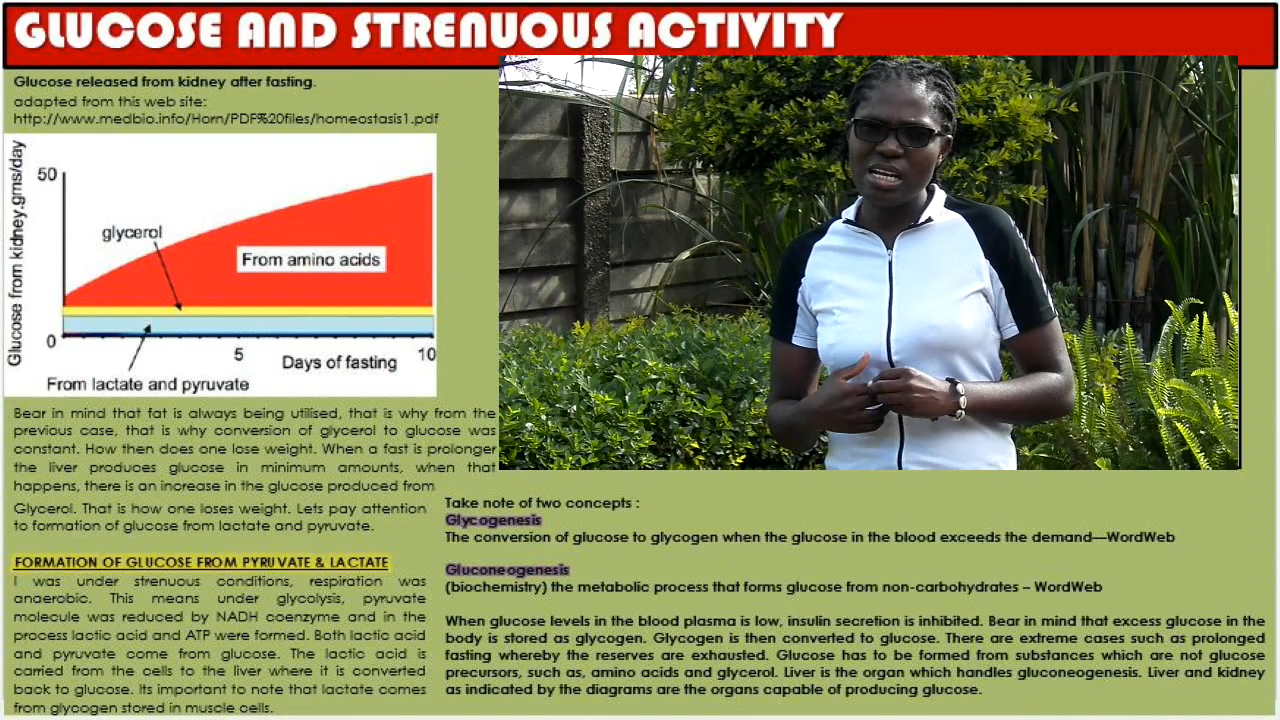 GLUCOSE AND STRENUOUS ACTIVITY
Glucose released from kidney after fasting.
adapted from this web site:
http://www.medbio.info/Horn/PDF%20files/homeostasis1.pdf
Glucose from kidney.gms/day
50
glycerol
From amino acids
0
5
Days of fasting
10
From lactate and pyruvate
Bear in mind that fat is always being utilised, that is why from the
previous case, that is why conversion of glycerol to glucose was
constant. How then does one lose weight. When a fast is prolonger
the liver produces glucose in minimum amounts, when that
happens, there is an increase in the glucose produced from
Glycerol. That is how one loses weight. Lets pay attention
to formation of glucose from lactate and pyruvate.
FORMATION OF GLUCOSE FROM PYRUVATE & LACTATE
I was under strenuous conditions, respiration was
anaerobic. This means under glycolysis, pyruvate
molecule was reduced by NADH coenzyme and in the
process lactic acid and ATP were formed. Both lactic acid
and pyruvate come from glucose. The lactic acid is
carried from the cells to the liver where it is converted
back to glucose. Its important to note that lactate comes
from glycogen stored in muscle cells.
Take note of two concepts :
Glycogenesis
The conversion of glucose to glycogen when the glucose in the blood exceeds the demand—WordWeb
Gluconeogenesis
(biochemistry) the metabolic process that forms glucose from non-carbohydrates – WordWeb
When glucose levels in the blood plasma is low, insulin secretion is inhibited. Bear in mind that excess glucose in the
body is stored as glycogen. Glycogen is then converted to glucose. There are extreme cases such as prolonged
fasting whereby the reserves are exhausted. Glucose has to be formed from substances which are not glucose
precursors, such as, amino acids and glycerol. Liver is the organ which handles gluconeogenesis. Liver and kidney
as indicated by the diagrams are the organs capable of producing glucose.